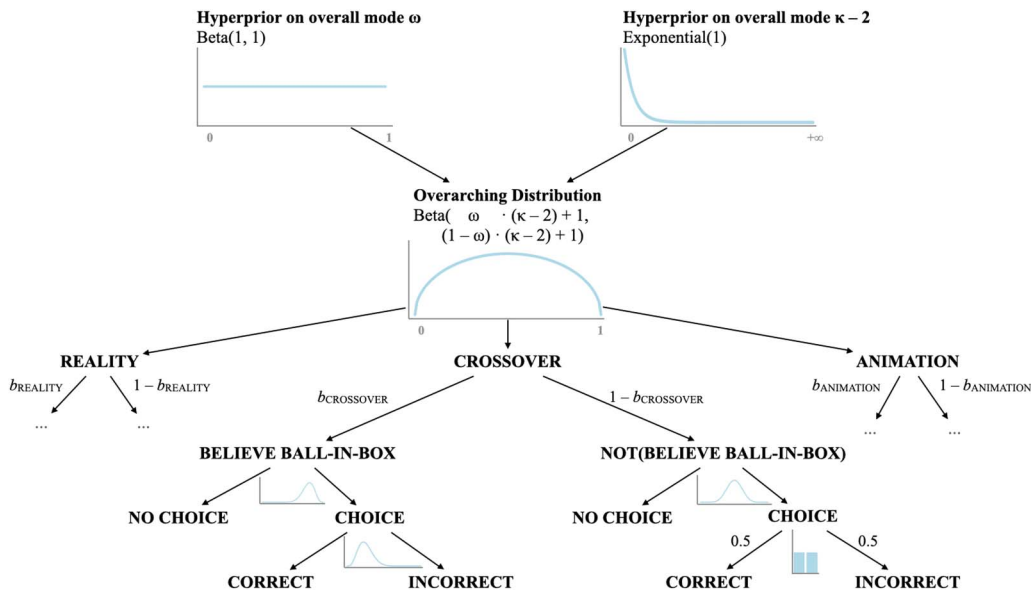 Hyperprior on overall mode ω
Beta(1, 1)
0 1
Hyperprior on overall mode κ – 2
Exponential(1)
0 +∞
Overarching Distribution
Beta( ω · (κ – 2) + 1,
(1 – ω) · (κ – 2) + 1)
0 1
REALITY
CROSSOVER
ANIMATION
bREALITY
1 – bREALITY
bCROSSOVER
1 – bCROSSOVER
bANIMATION
1 – bANIMATION
... ...
... ...
BELIEVE BALL-IN-BOX
NOT(BELIEVE BALL-IN-BOX)
NO CHOICE
CHOICE
NO CHOICE
CHOICE
0.5
0.5
CORRECT
INCORRECT
CORRECT
INCORRECT